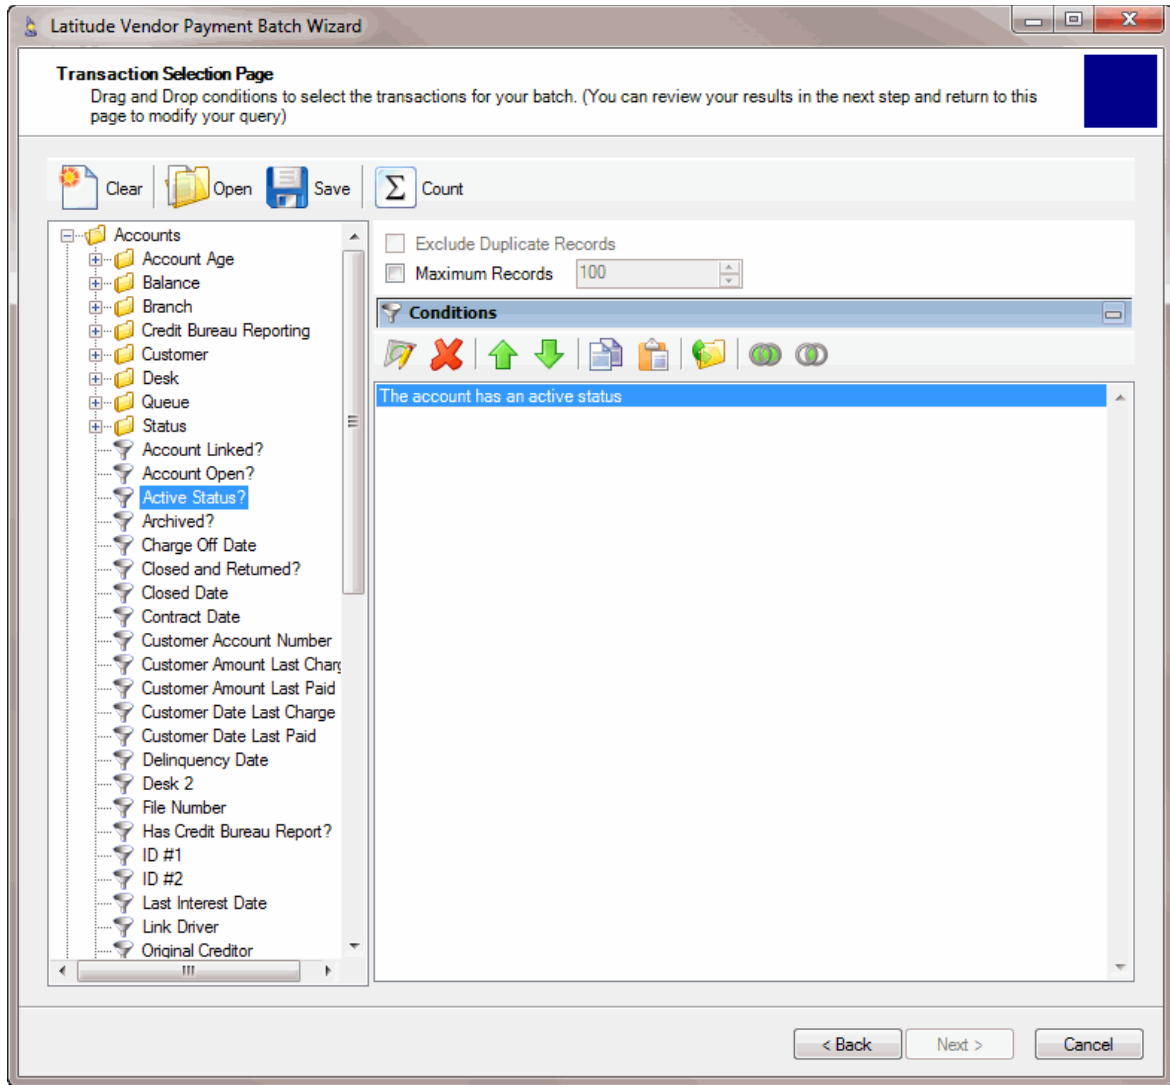 Latitude Vendor Payment Batch Wizard
Transaction Selection Page
Drag and Drop conditions to select the transactions for your batch. (You can review your results in the next step and return to this
page to modify your query)
Clear
Open
Save
Σ
Count
Accounts
Account Age
Balance
Branch
Credit Bureau Reporting
Customer
Desk
Queue
Status
Account Linked?
Account Open?
Active Status?
Archived?
Charge Off Date
Closed and Returned?
Closed Date
Contract Date
Customer Account Number
Customer Amount Last Charg
Customer Amount Last Paid
Customer Date Last Charge
Customer Date Last Paid
Delinquency Date
Desk 2
File Number
Has Credit Bureau Report?
ID #1
ID #2
Last Interest Date
Link Driver
Original Creditor
Exclude Duplicate Records
Maximum Records 100
Conditions
The account has an active status
< Back
Next >
Cancel